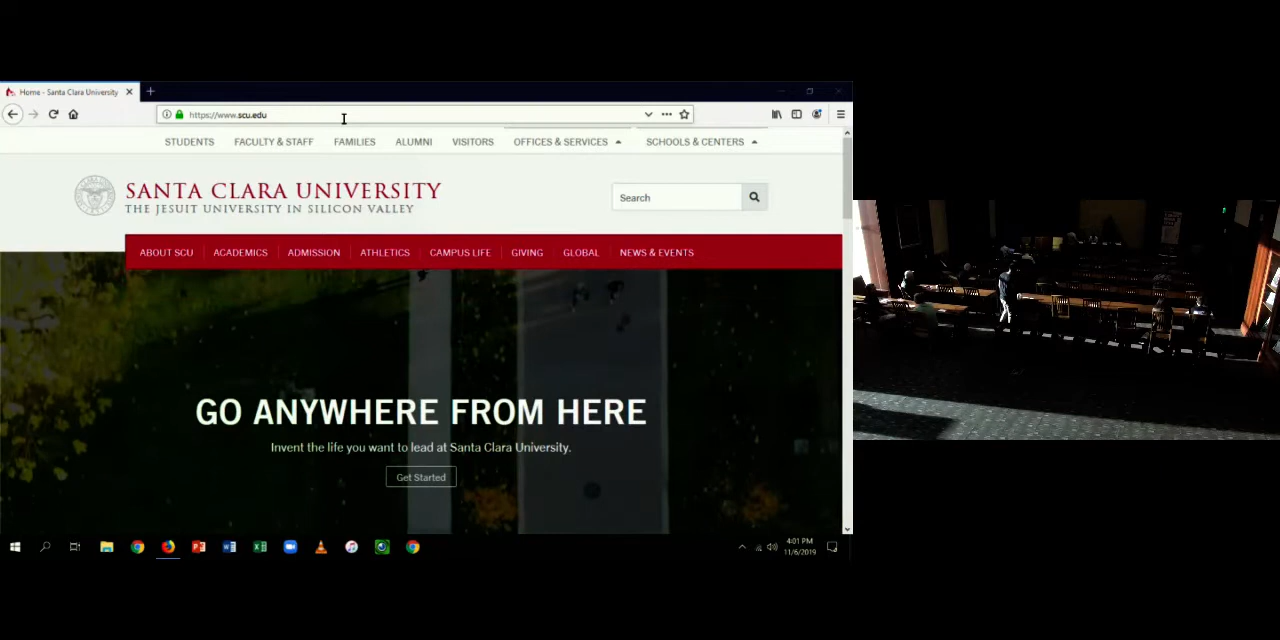 Home - Santa Clara University
https://www.scu.edu
STUDENTS FACULTY & STAFF FAMILIES ALUMNI VISITORS OFFICES & SERVICES SCHOOLS & CENTERS
SANTA CLARA UNIVERSITY
THE JESUIT UNIVERSITY IN SILICON VALLEY
Search
ABOUT SCU ACADEMICS ADMISSION ATHLETICS CAMPUS LIFE GIVING GLOBAL NEWS & EVENTS
GO ANYWHERE FROM HERE
Invent the life you want to lead at Santa Clara University.
Get Started
4:01 PM
11/6/2019